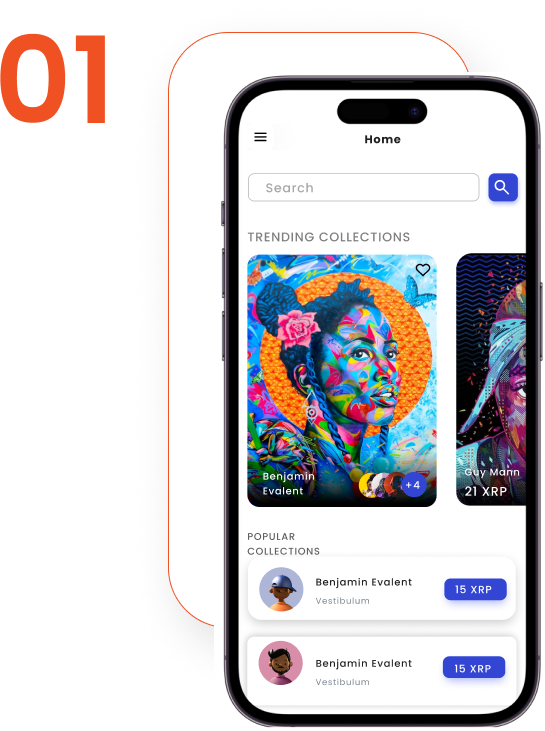 01
Home
Search
TRENDING COLLECTIONS
Benjamin
Evalent
+4
Guy Mann
21 XRP
POPULAR
COLLECTIONS
Benjamin Evalent
15 XRP
Vestibulum
Benjamin Evalent
15 XRP
Vestibulum